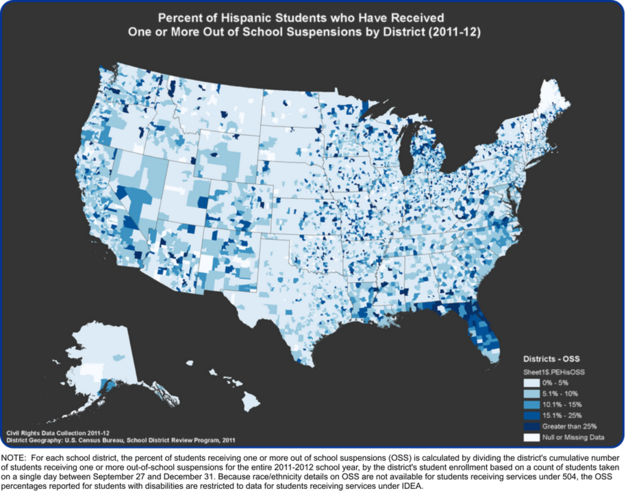 Percent of Hispanic Students who Have Received
One or More Out of School Suspensions by District (2011-12)
Districts - OSS
Sheet1$.PEHisOSS
0% - 5%
5.1% - 10%
10.1% - 15%
15.1% - 25%
Greater than 25%
Null or Missing Data
Civil Rights Data Collection 2011-12
District Geography: U.S. Census Bureau, School District Review Program, 2011
NOTE: For each school district, the percent of students receiving one or more out of school suspensions (OSS) is calculated by dividing the district's cumulative number
of students receiving one or more out-of-school suspensions for the entire 2011-2012 school year, by the district's student enrollment based on a count of students taken
on a single day between September 27 and December 31. Because race/ethnicity details on OSS are not available for students receiving services under 504, the OSS
percentages reported for students with disabilities are restricted to data for students receiving services under IDEA.